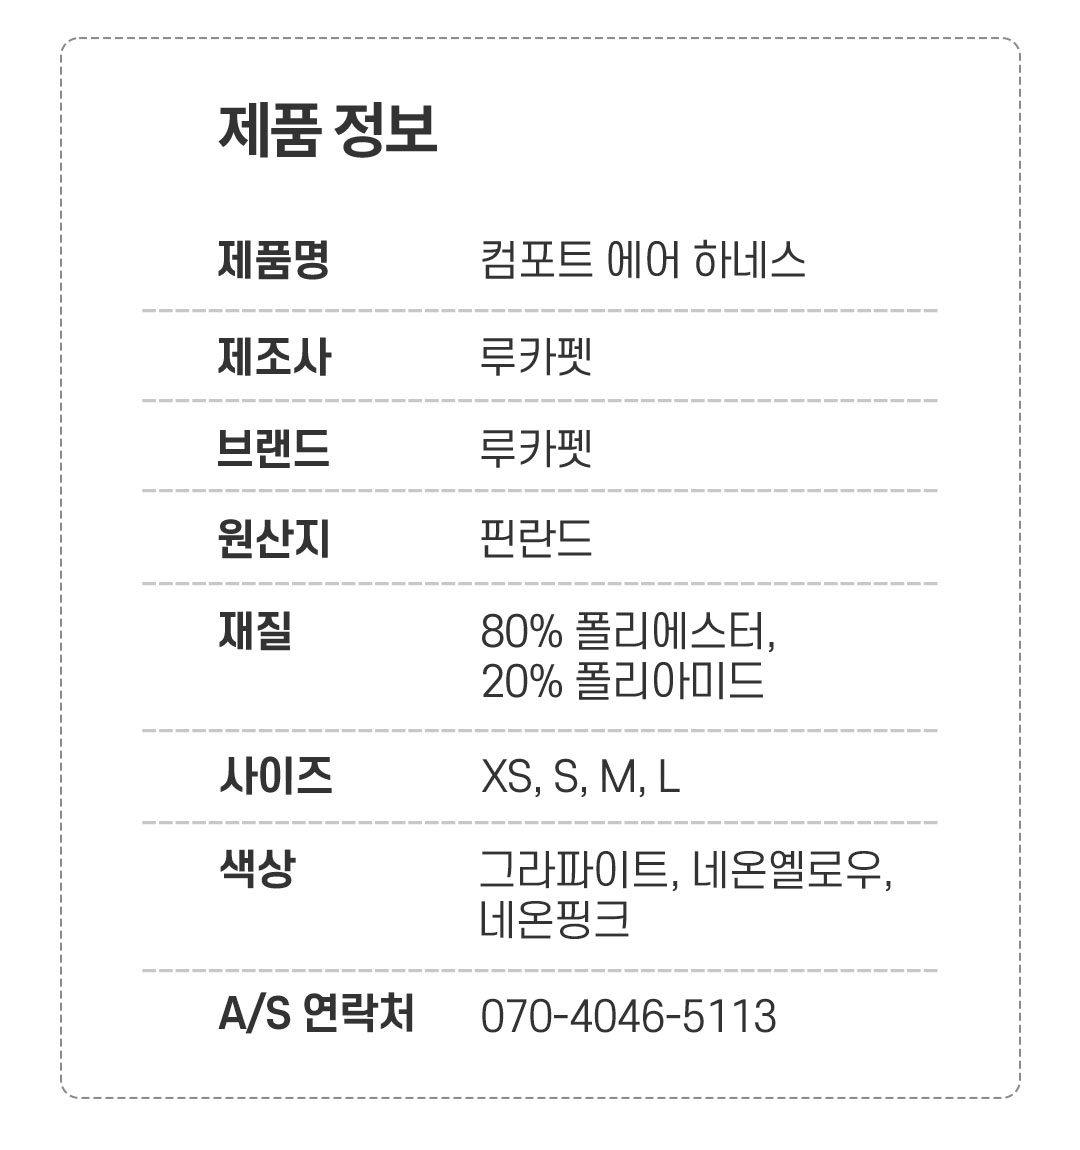 제품 정보
제품명 컴포트 에어 하네스
제조사 루카펫
브랜드 루카펫
원산지 핀란드
재질 80% 폴리에스터,
20% 폴리아미드
사이즈 XS, S, M, L
색상 그라파이트, 네온옐로우,
네온핑크
A/S 연락처 070-4046-5113